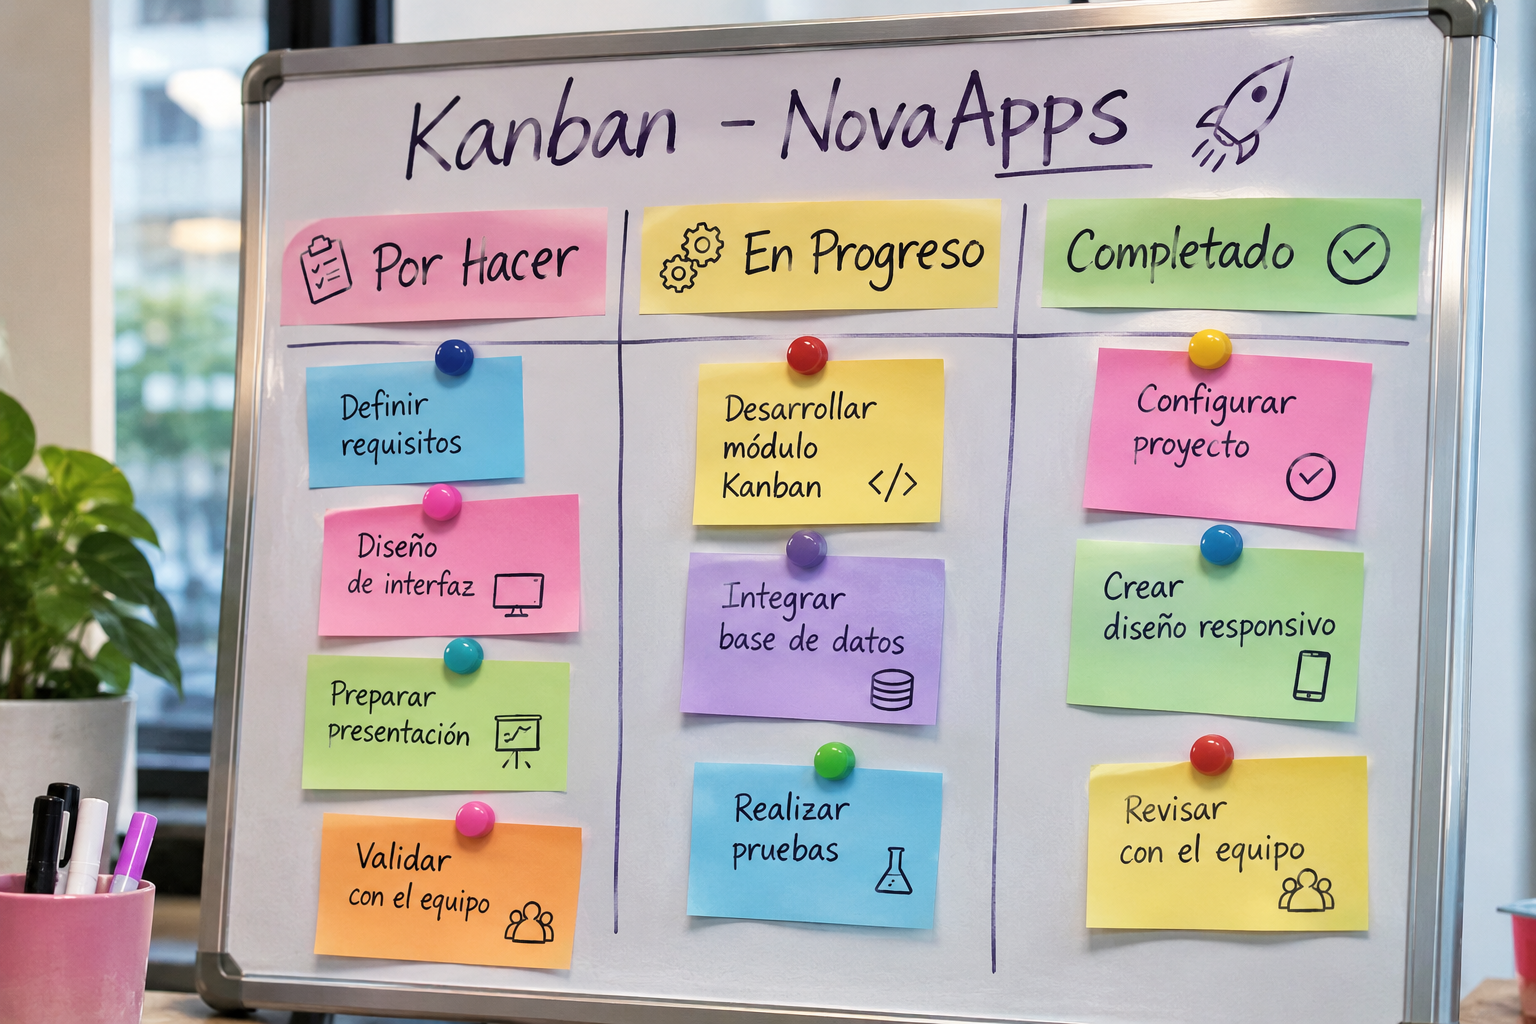 Kanban - NovaApps
Por Hacer
En Progreso
Completado
Definir
requisitos
Diseño
de interfaz
Preparar
presentación
Validar
con el equipo
Desarrollar
módulo
Kanban </>
Integrar
base de datos
Realizar
pruebas
Configurar
proyecto
Crear
diseño responsivo
Revisar
con el equipo